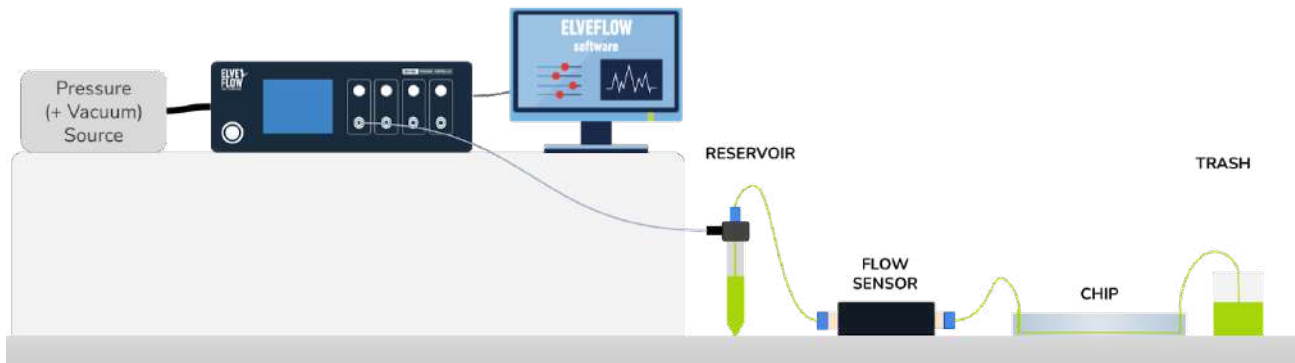 Pressure
(+ Vacuum)
Source
ELVE
FLOW
ELVEFLOW
software
RESERVOIR
FLOW
SENSOR
CHIP
TRASH